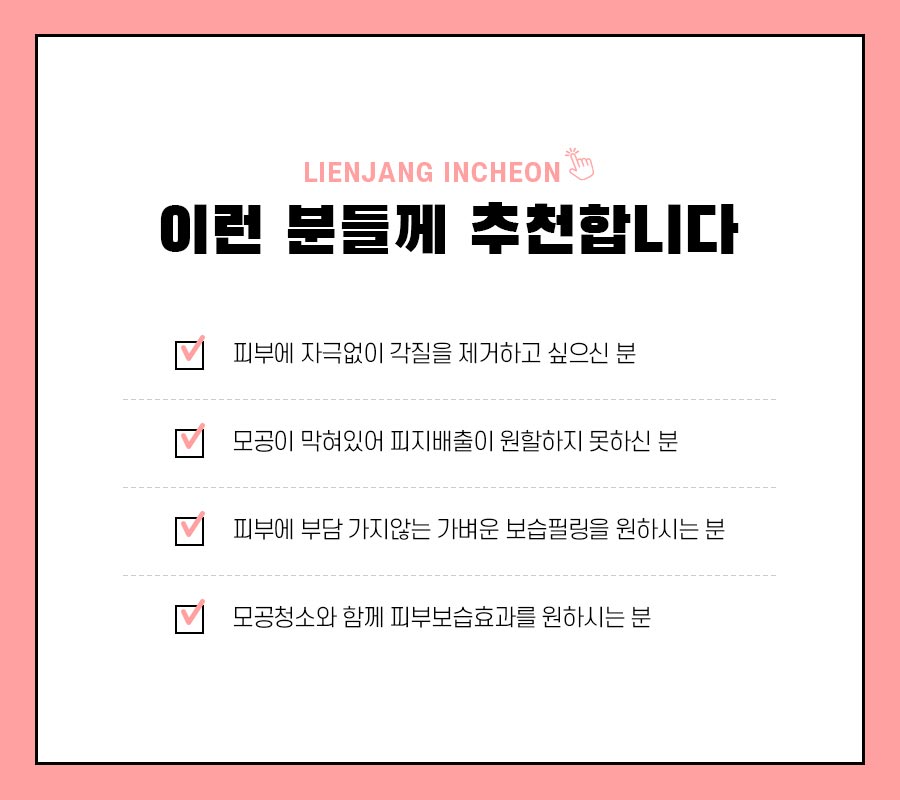 LIENJANG INCHEON
이런 분들께 추천합니다
피부에 자극없이 각질을 제거하고 싶으신 분
모공이 막혀있어 피지배출이 원할하지 못하신 분
피부에 부담 가지않는 가벼운 보습필링을 원하시는 분
모공청소와 함께 피부보습효과를 원하시는 분